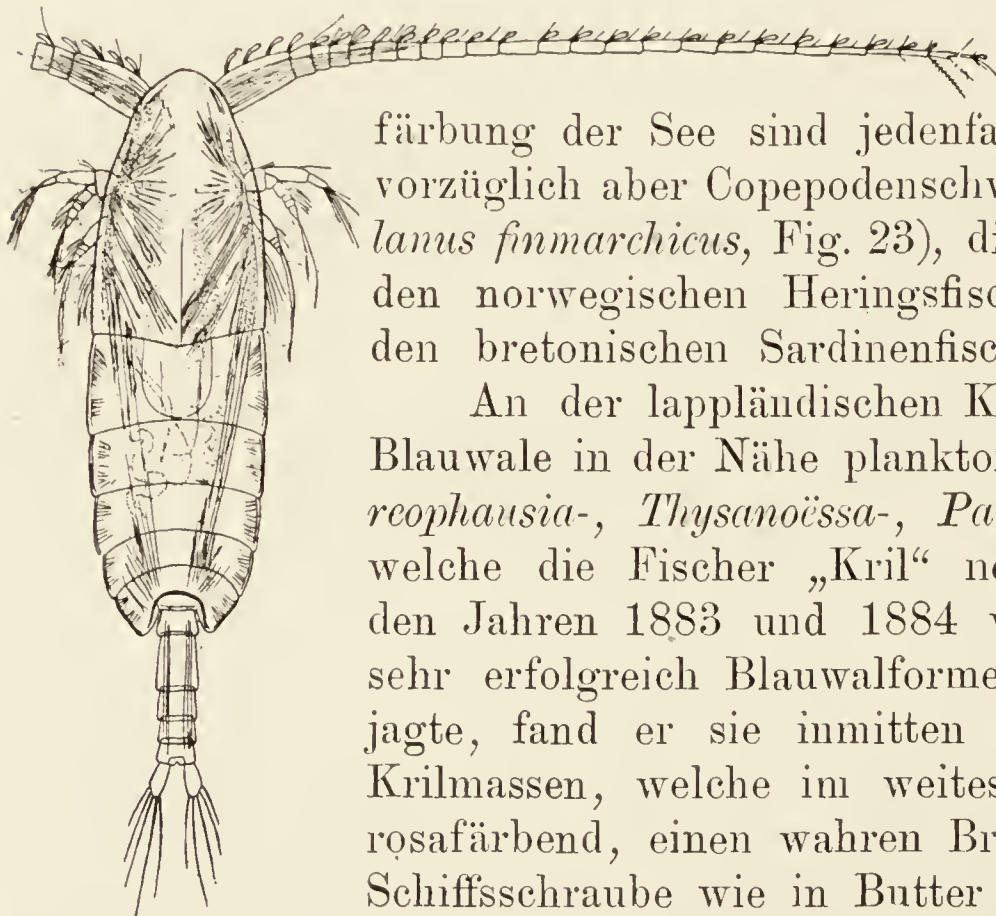 färbung der See sind jedenfa
vorzüglich aber Copepodenschw
lanus finmarchicus, Fig. 23), di
den norwegischen Heringsfisc
den bretonischen Sardinenfisc
An der lappländischen K
Blauwale in der Nähe plankto
reophausia-, Thysanoëssa-, Pa
welche die Fischer „Kril“ ne
den Jahren 1883 und 1884 v
sehr erfolgreich Blauwalforme
jagte, fand er sie inmitten
Krilmassen, welche im weites
rosafärbend, einen wahren Br
Schiffsschraube wie in Butter